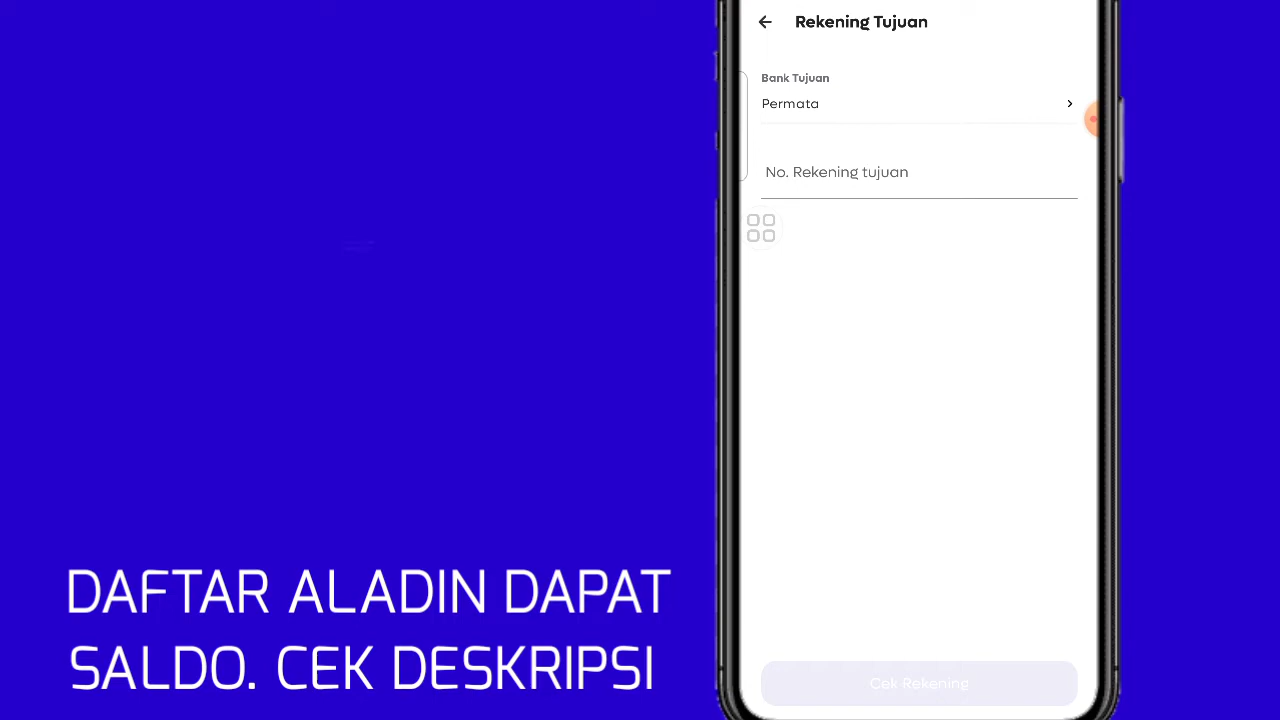 Rekening Tujuan
Bank Tujuan
Permata
No. Rekening tujuan
Cek Rekening
DAFTAR ALADIN DAPAT
SALDO. CEK DESKRIPSI